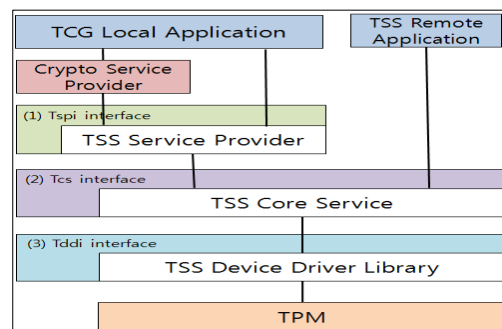 TCG Local Application
TSS Remote
Application
Crypto Service
Provider
(1) Tspi interface
TSS Service Provider
(2) Tcs interface
TSS Core Service
(3) Tddi interface
TSS Device Driver Library
TPM